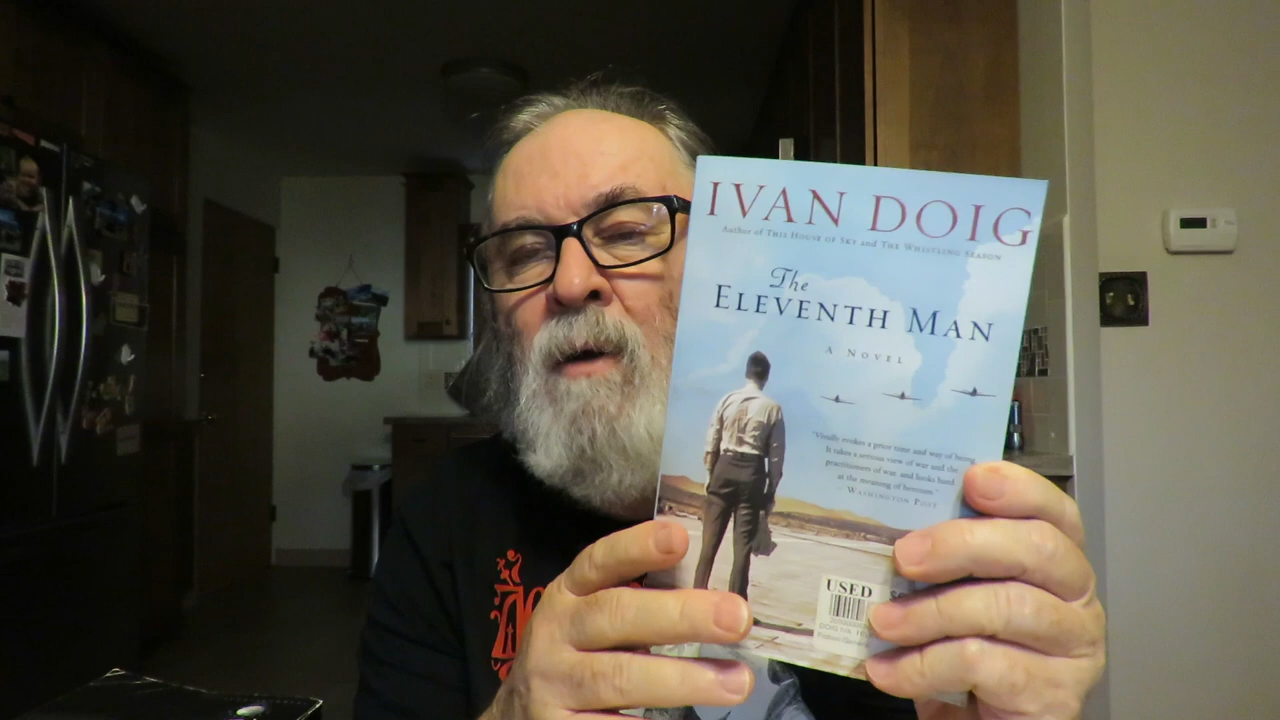 IVAN DOIG
Author of THIS HOUSE OF SKY and THE WHISTLING SEASON
The
ELEVENTH MAN
A NOVEL
"Vividly evokes a prior time and way of being.
It takes a serious view of war and the
practitioners of war, and looks hard
at the meaning of heroism."
— WASHINGTON POST
USED